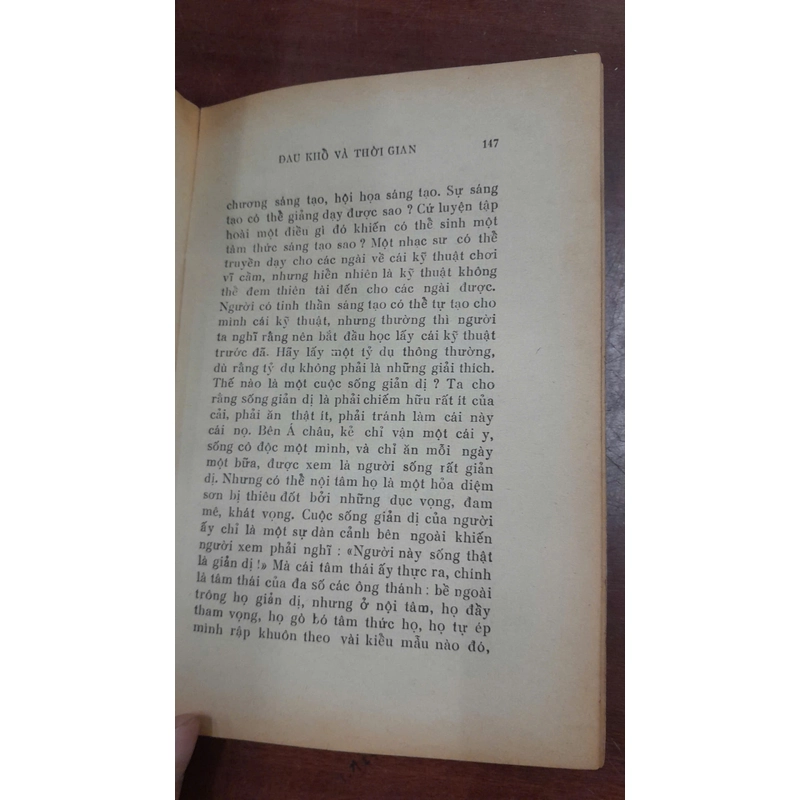 ĐAU KHỔ VÀ THỜI GIAN 147
chương sáng tạo, hội họa sáng tạo. Sự sáng
tạo có thể giảng dạy được sao ? Cứ luyện tập
hoài một điều gì đó khiến có thể sinh một
tâm thức sáng tạo sao ? Một nhạc sư có thể
truyền dạy cho các ngài về cái kỹ thuật chơi
vĩ cầm, nhưng hiển nhiên là kỹ thuật không
thể đem thiên tài đến cho các ngài được.
Người có tinh thần sáng tạo có thể tự tạo cho
mình cái kỹ thuật, nhưng thường thì người
ta nghĩ rằng nên bắt đầu học lấy cái kỹ thuật
trước đã. Hãy lấy một tỷ dụ thông thường,
dù rằng tỷ dụ không phải là những giải thích.
Thế nào là một cuộc sống giản dị ? Ta cho
rằng sống giản dị là phải chiếm hữu rất ít của
cải, phải ăn thật ít, phải tránh làm cái này
cái nọ. Bên Á châu, kẻ chỉ vận một cái y,
sống cô độc một mình, và chỉ ăn mỗi ngày
một bữa, được xem là người sống rất giản
dị. Nhưng có thể nội tâm họ là một hỏa diệm
sơn bị thiêu đốt bởi những dục vọng, đam
mê, khát vọng. Cuộc sống giản dị của người
ấy chỉ là một sự dàn cảnh bên ngoài khiến
người xem phải nghĩ : «Người này sống thật
là giản dị !» Mà cái tâm thái ấy thực ra, chính
là tâm thái của đa số các ông thánh : bề ngoài
trông họ giản dị, nhưng ở nội tâm, họ đầy
tham vọng, họ gò bó tâm thức họ, họ tự ép
mình rập khuôn theo vài kiểu mẫu nào đó,